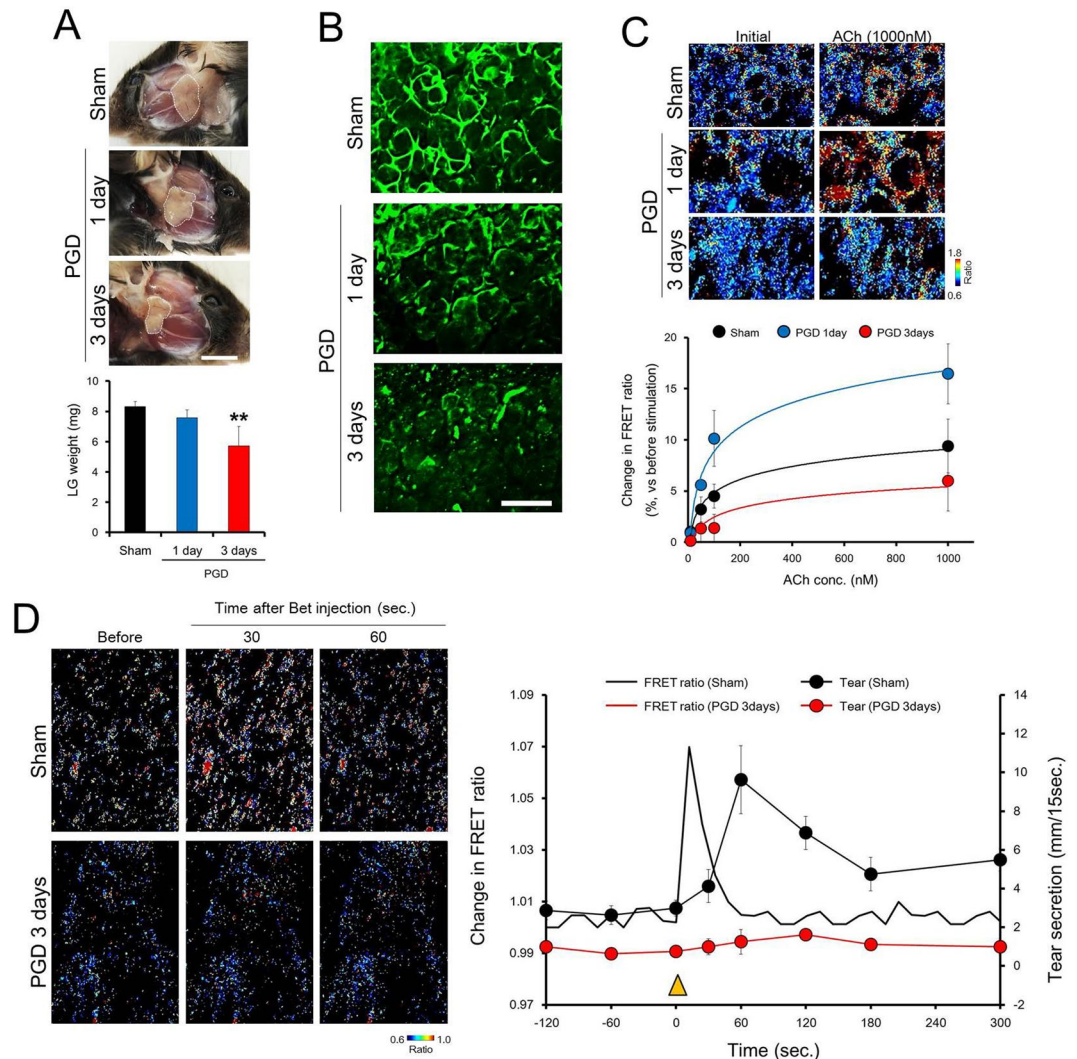 A
Sham
PGD
1 day
3 days
LG weight (mg)
10
8
6
4
2
0
Sham
1 day
3 days
PGD
**
B
Sham
PGD
1 day
3 days
C
Initial
ACh (1000nM)
Sham
PGD
1 day
3 days
1.8
0.6
Ratio
Sham
PGD 1day
PGD 3days
Change in FRET ratio
(%, vs before stimulation)
20
15
10
5
0
0
200
400
600
800
1000
ACh conc. (nM)
D
Time after Bet injection (sec.)
Before
30
60
Sham
PGD 3 days
0.6
1.0
Ratio
FRET ratio (Sham)
Tear (Sham)
FRET ratio (PGD 3days)
Tear (PGD 3days)
Change in FRET ratio
1.09
1.07
1.05
1.03
1.01
0.99
0.97
Tear secretion (mm/15sec.)
14
12
10
8
6
4
2
0
-2
-120
-60
0
60
120
180
240
300
Time (sec.)